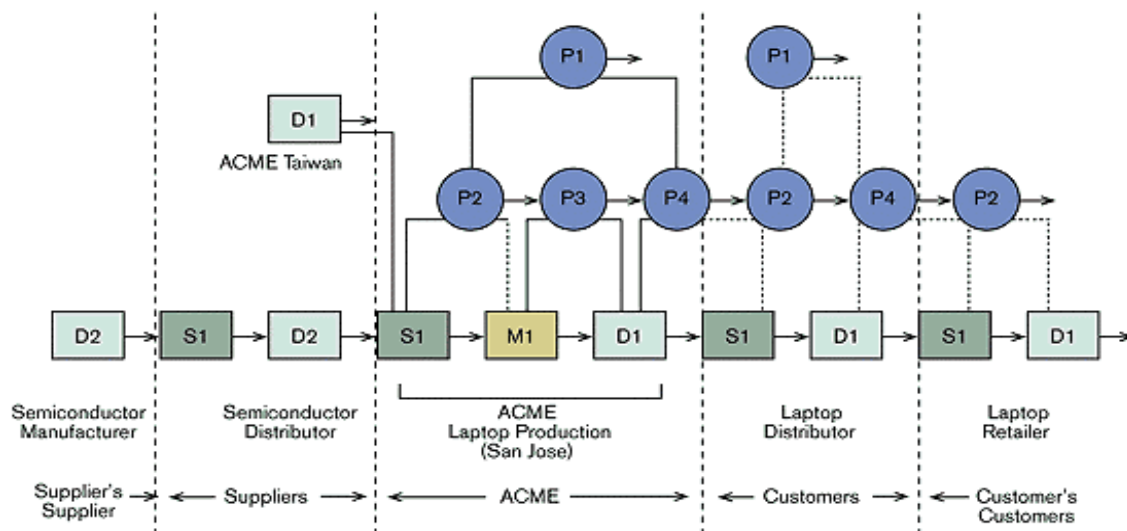 P1
P1
D1
ACME Taiwan
P2
P3
P4
P2
P4
P2
D2
S1
D2
S1
M1
D1
S1
D1
S1
D1
Semiconductor
Manufacturer
Semiconductor
Distributor
ACME
Laptop Production
(San Jose)
Laptop
Distributor
Laptop
Retailer
Supplier's
Supplier
Suppliers
ACME
Customers
Customer's
Customers